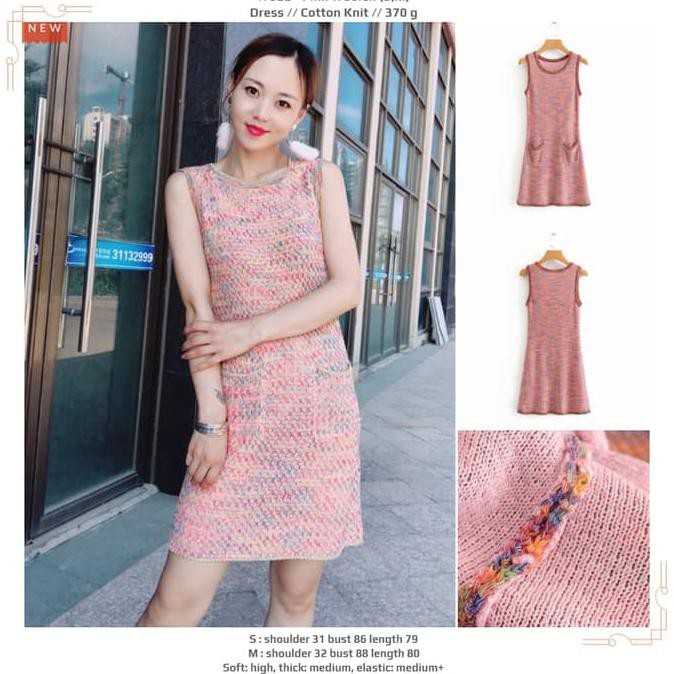 Dress // Cotton Knit // 370 g
NEW
31132999
S : shoulder 31 bust 86 length 79
M : shoulder 32 bust 88 length 80
Soft: high, thick: medium, elastic: medium+